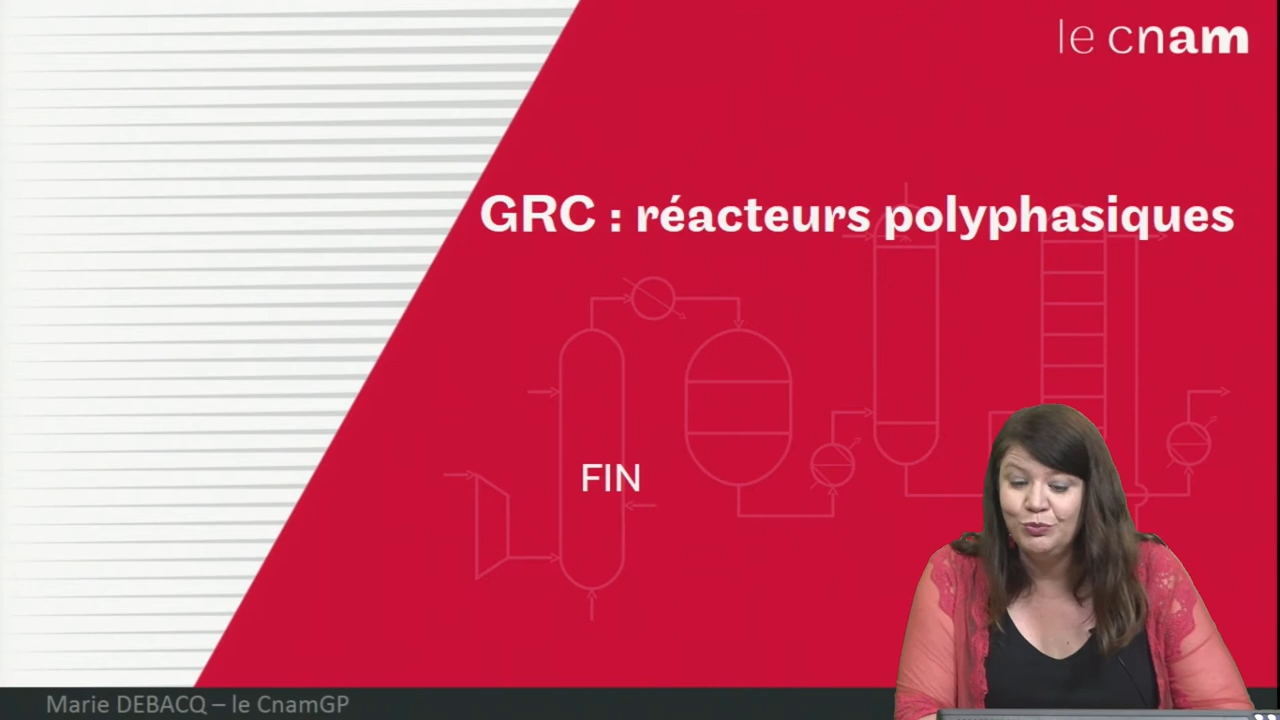 le cnam
GRC : réacteurs polyphasiques
FIN
Marie DEBACQ – le CnamGP